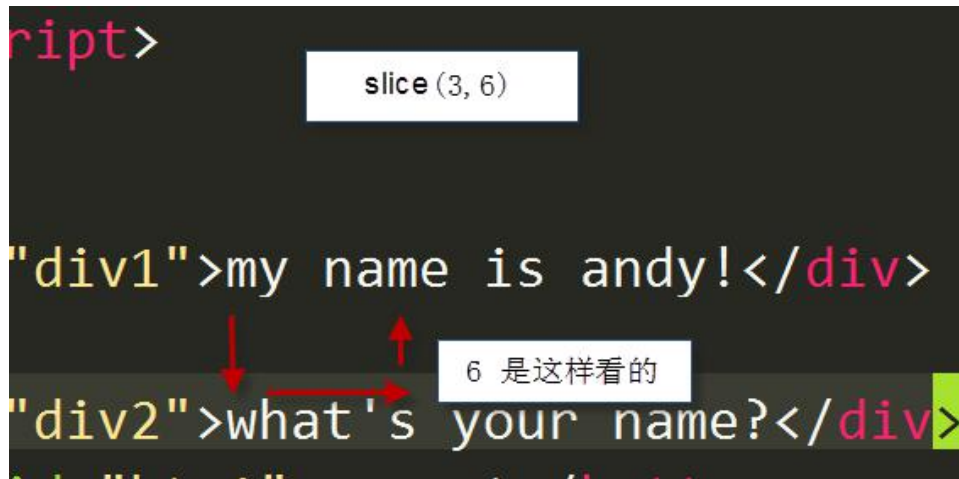 ript>
slice(3,6)
"div1">my name is andy!</div>
6 是这样看的
"div2">what's your name?</div>